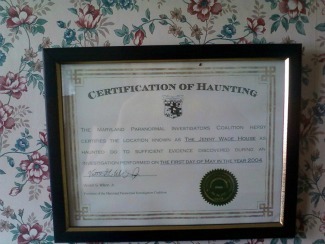 Certification of Haunting
The Maryland Paranormal Investigators Coalition hereby
certifies the location known as The Jenny Wade House as
haunted due to sufficient evidence discovered during an
investigation performed on the first day of May in the year 2004.